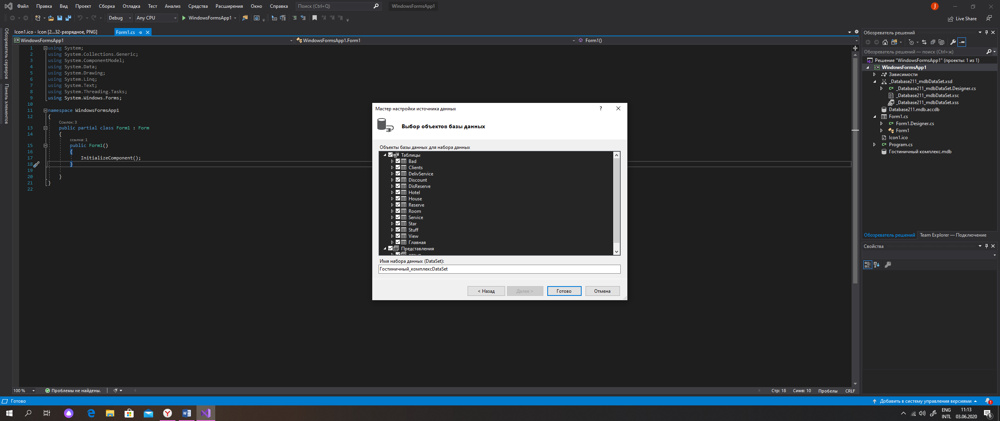 Файл Правка Вид Проект Сборка Отладка Тест Анализ Средства Расширения Окно Справка Поиск (Ctrl+Q) WindowsFormsApp1 J
Debug Any CPU WindowsFormsApp1 Live Share
Обозреватель серверов
Панель элементов
Icon1.ico - Icon [2...32-разрядное, PNG] Form1.cs
WindowsFormsApp1 WindowsFormsApp1.Form1 Form1()
1 using System;
2 using System.Collections.Generic;
3 using System.ComponentModel;
4 using System.Data;
5 using System.Drawing;
6 using System.Linq;
7 using System.Text;
8 using System.Threading.Tasks;
9 using System.Windows.Forms;
10
11 namespace WindowsFormsApp1
12 {
Ссылок: 3
13 public partial class Form1 : Form
14 {
ссылка: 1
15 public Form1()
16 {
17 InitializeComponent();
18 }
19
20 }
21 }
22
Мастер настройки источника данных ?
Выбор объектов базы данных
Объекты базы данных для набора данных
Таблицы
Bad
Clients
DelivService
Discount
DisReserve
Hotel
House
Reserve
Room
Service
Star
Stuff
View
Главная
Представления
Имя набора данных (DataSet):
Гостиничный_комплексDataSet
< Назад Далее > Готово Отмена
Обозреватель решений
Обозреватель решений — поиск (Ctrl+ж)
Решение "WindowsFormsApp1" (проекты: 1 из 1)
WindowsFormsApp1
Зависимости
_Database211_mdbDataSet.xsd
_Database211_mdbDataSet.Designer.cs
_Database211_mdbDataSet.xsc
_Database211_mdbDataSet.xss
Database211.mdb.accdb
Form1.cs
Form1.Designer.cs
Form1
Icon1.ico
Program.cs
Гостиничный комплекс.mdb
Обозреватель решений Team Explorer — Подключение
Свойства
100 % Проблемы не найдены. Стр: 18 Симв: 10 Пробелы CRLF
Готово Добавить в систему управления версиями 1
ENG 11:13
INTL 03.06.2020 6